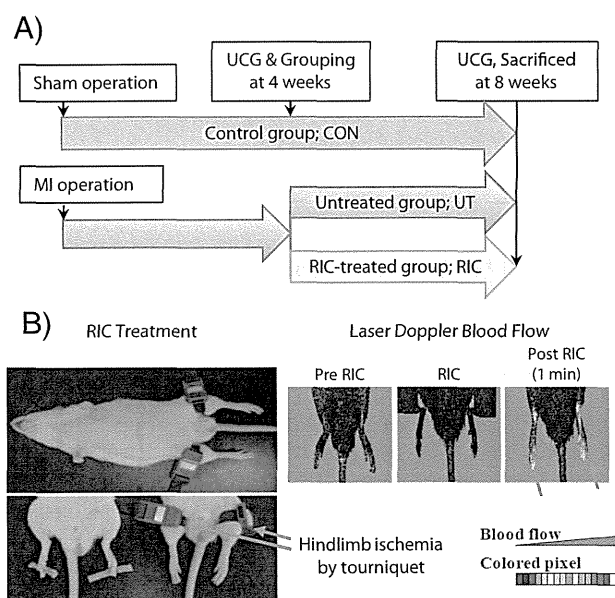 A)
Sham operation
UCG & Grouping
at 4 weeks
UCG, Sacrificed
at 8 weeks
Control group; CON
MI operation
Untreated group; UT
RIC-treated group; RIC
B)
RIC Treatment
Laser Doppler Blood Flow
Pre RIC
RIC
Post RIC
(1 min)
Hindlimb ischemia
by tourniquet
Blood flow
Colored pixel